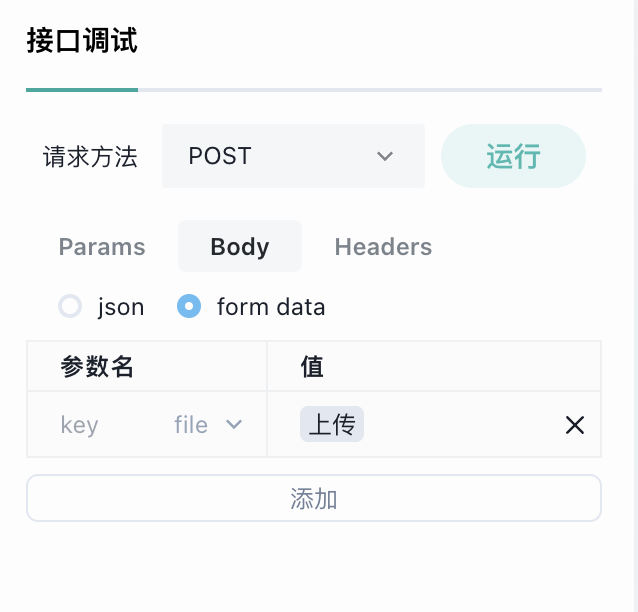 接口调试
请求方法 POST 运行
Params Body Headers
json form data
参数名 值
key file 上传
添加